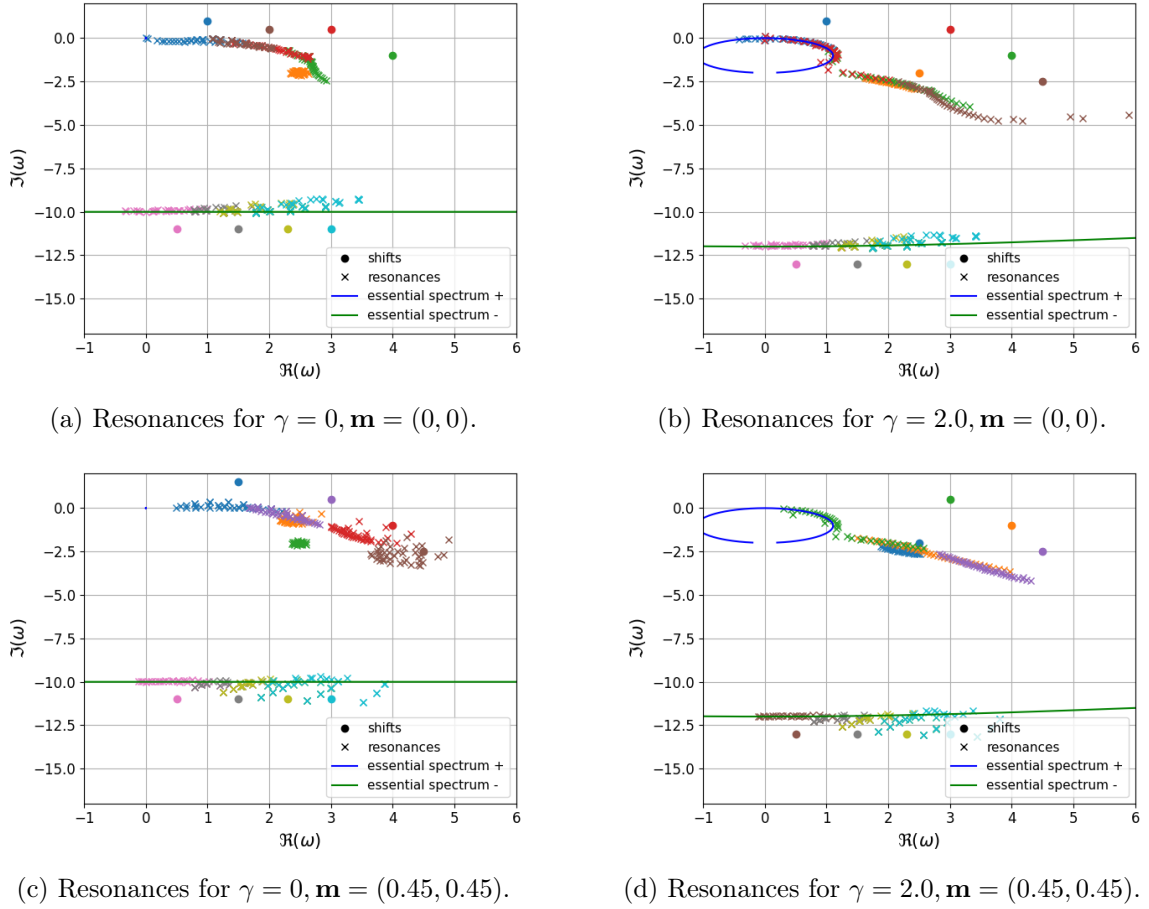 0.0
−2.5
−5.0
−7.5
−10.0
−12.5
−15.0
ℑ(ω)
−1 0 1 2 3 4 5 6
ℜ(ω)
shifts
resonances
essential spectrum +
essential spectrum -
(a) Resonances for γ = 0, m = (0, 0).
0.0
−2.5
−5.0
−7.5
−10.0
−12.5
−15.0
ℑ(ω)
−1 0 1 2 3 4 5 6
ℜ(ω)
shifts
resonances
essential spectrum +
essential spectrum -
(b) Resonances for γ = 2.0, m = (0, 0).
0.0
−2.5
−5.0
−7.5
−10.0
−12.5
−15.0
ℑ(ω)
−1 0 1 2 3 4 5 6
ℜ(ω)
shifts
resonances
essential spectrum +
essential spectrum -
(c) Resonances for γ = 0, m = (0.45, 0.45).
0.0
−2.5
−5.0
−7.5
−10.0
−12.5
−15.0
ℑ(ω)
−1 0 1 2 3 4 5 6
ℜ(ω)
shifts
resonances
essential spectrum +
essential spectrum -
(d) Resonances for γ = 2.0, m = (0.45, 0.45).